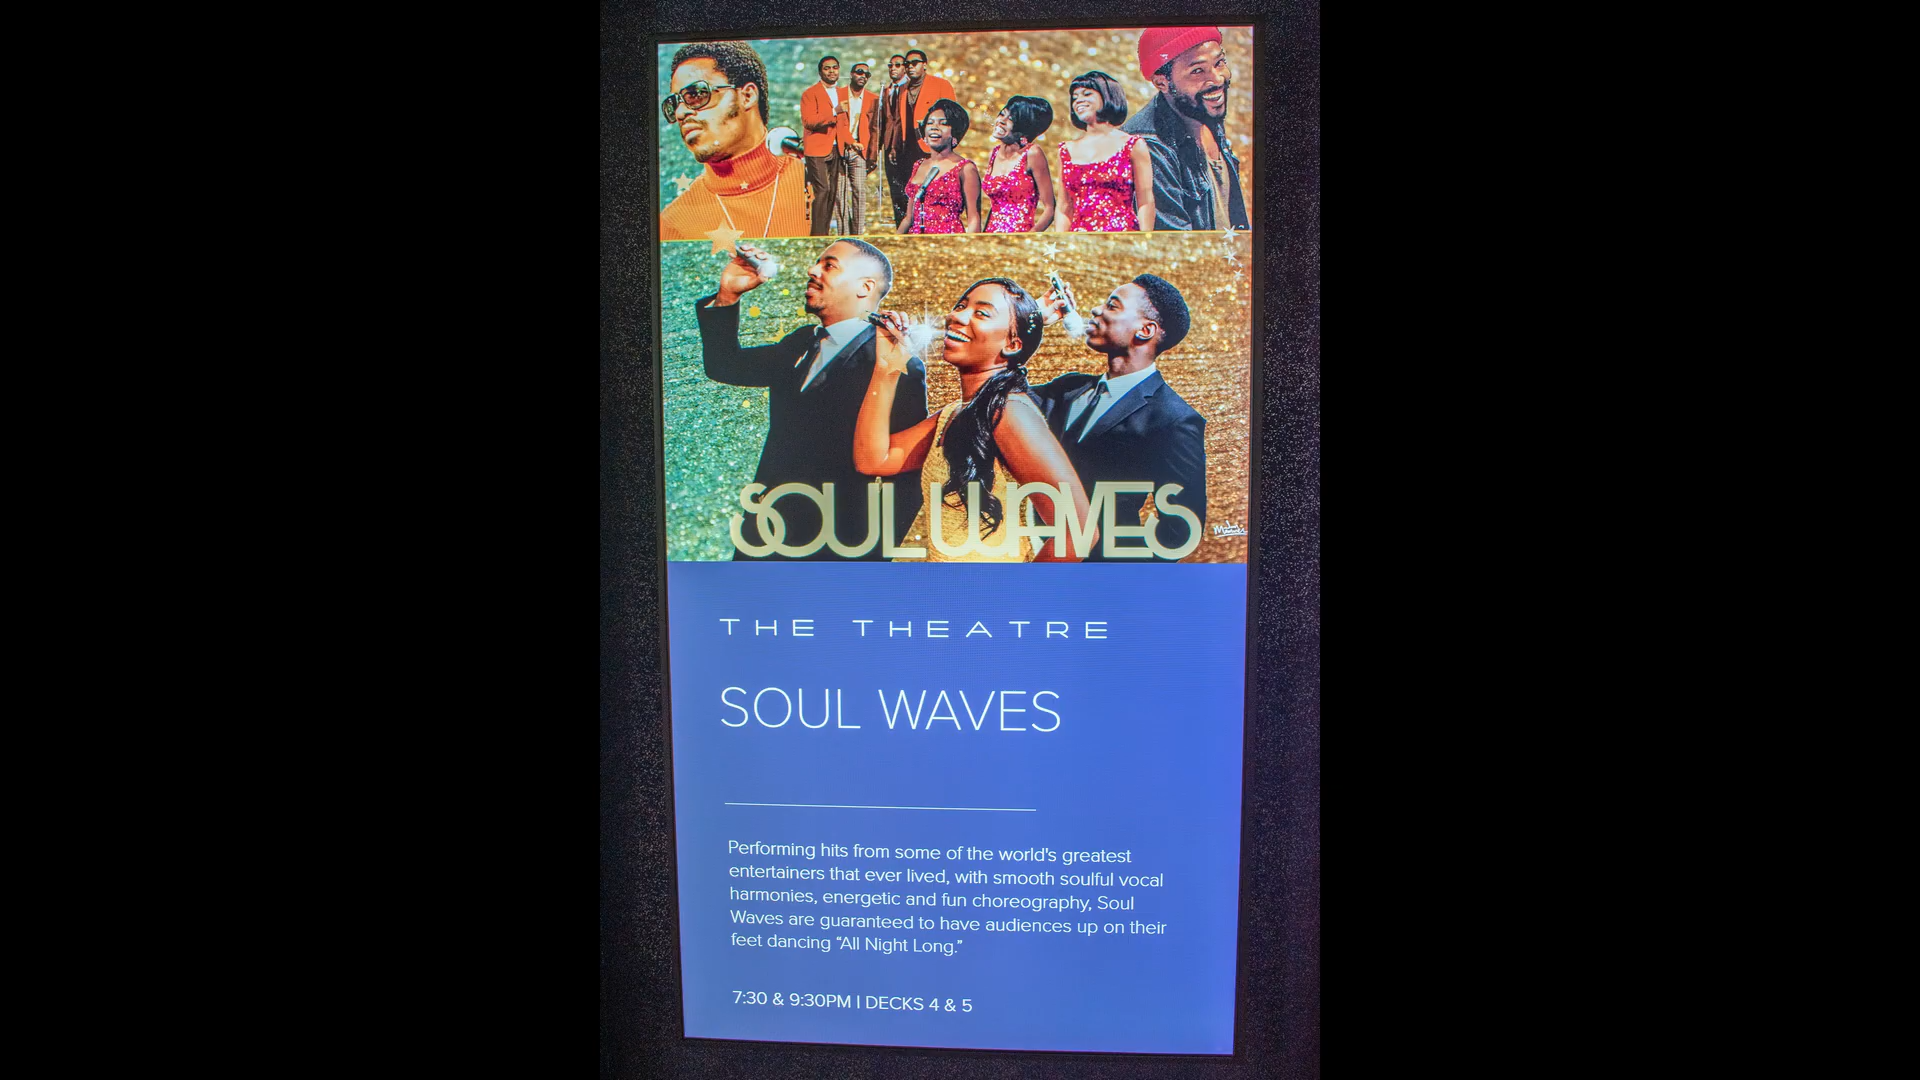 SOUL WAVES
THE THEATRE
SOUL WAVES
Performing hits from some of the world's greatest
entertainers that ever lived, with smooth soulful vocal
harmonies, energetic and fun choreography, Soul
Waves are guaranteed to have audiences up on their
feet dancing “All Night Long.”
7:30 & 9:30PM | DECKS 4 & 5